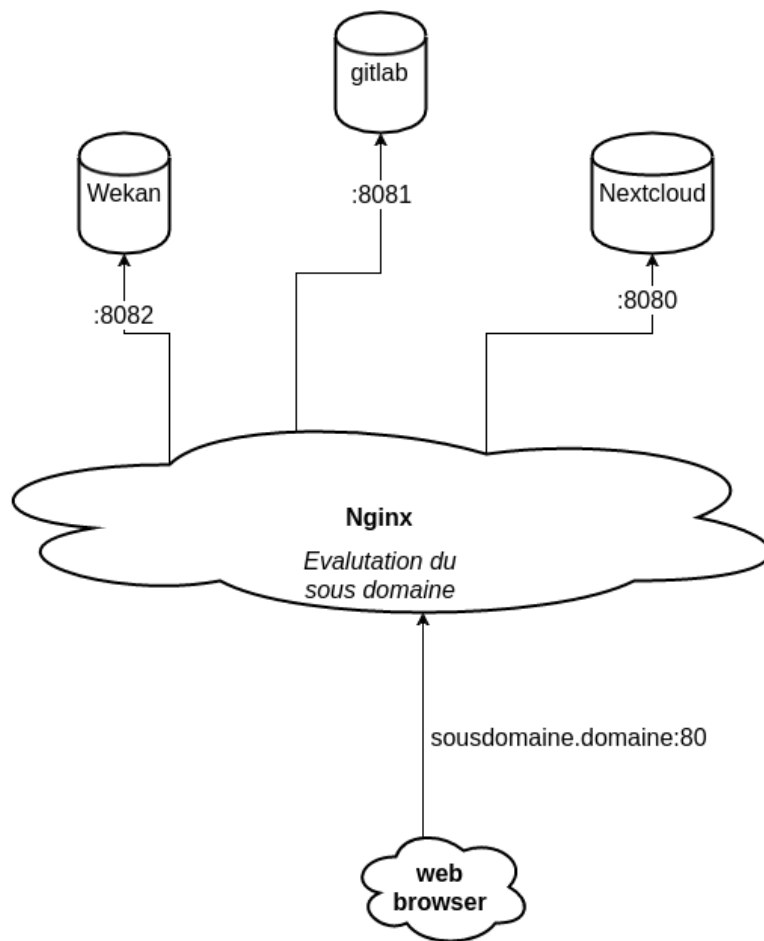 gitlab
Wekan
:8081
Nextcloud
:8082
:8080
Nginx
Evalutation du
sous domaine
sousdomaine.domaine:80
web
browser